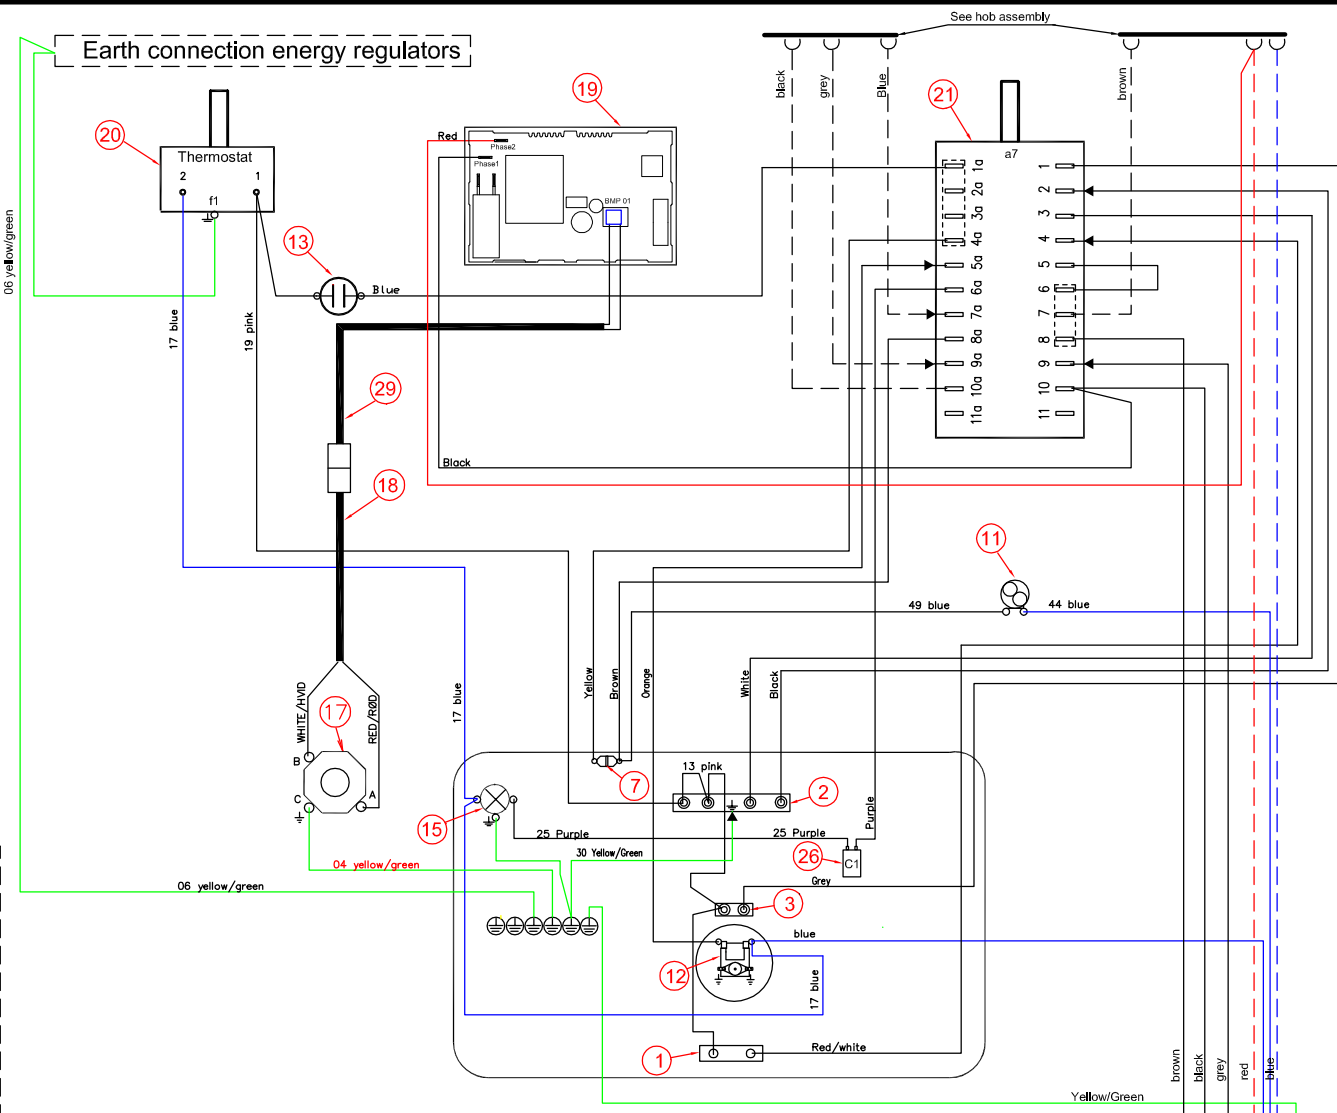 See hob assembly
Earth connection energy regulators
black
grey
Blue
brown
19
21
20
Red
Phase2
Phase1
BMP 01
a7
Thermostat
2
1
f1
1a
2a
3a
4a
5a
6a
7a
8a
9a
10a
11a
1
2
3
4
5
6
7
8
9
10
11
06 yellow/green
13
Blue
17 blue
19 pink
29
Black
18
11
49 blue
44 blue
WHITE/HVID
RED/RØD
17
B
C
A
17 blue
Yellow
Brown
Orange
White
Black
7
13 pink
2
15
25 Purple
25 Purple
Purple
30 Yellow/Green
26
C1
04 yellow/green
06 yellow/green
Grey
3
blue
12
17 blue
1
Red/white
brown
black
grey
red
blue
Yellow/Green